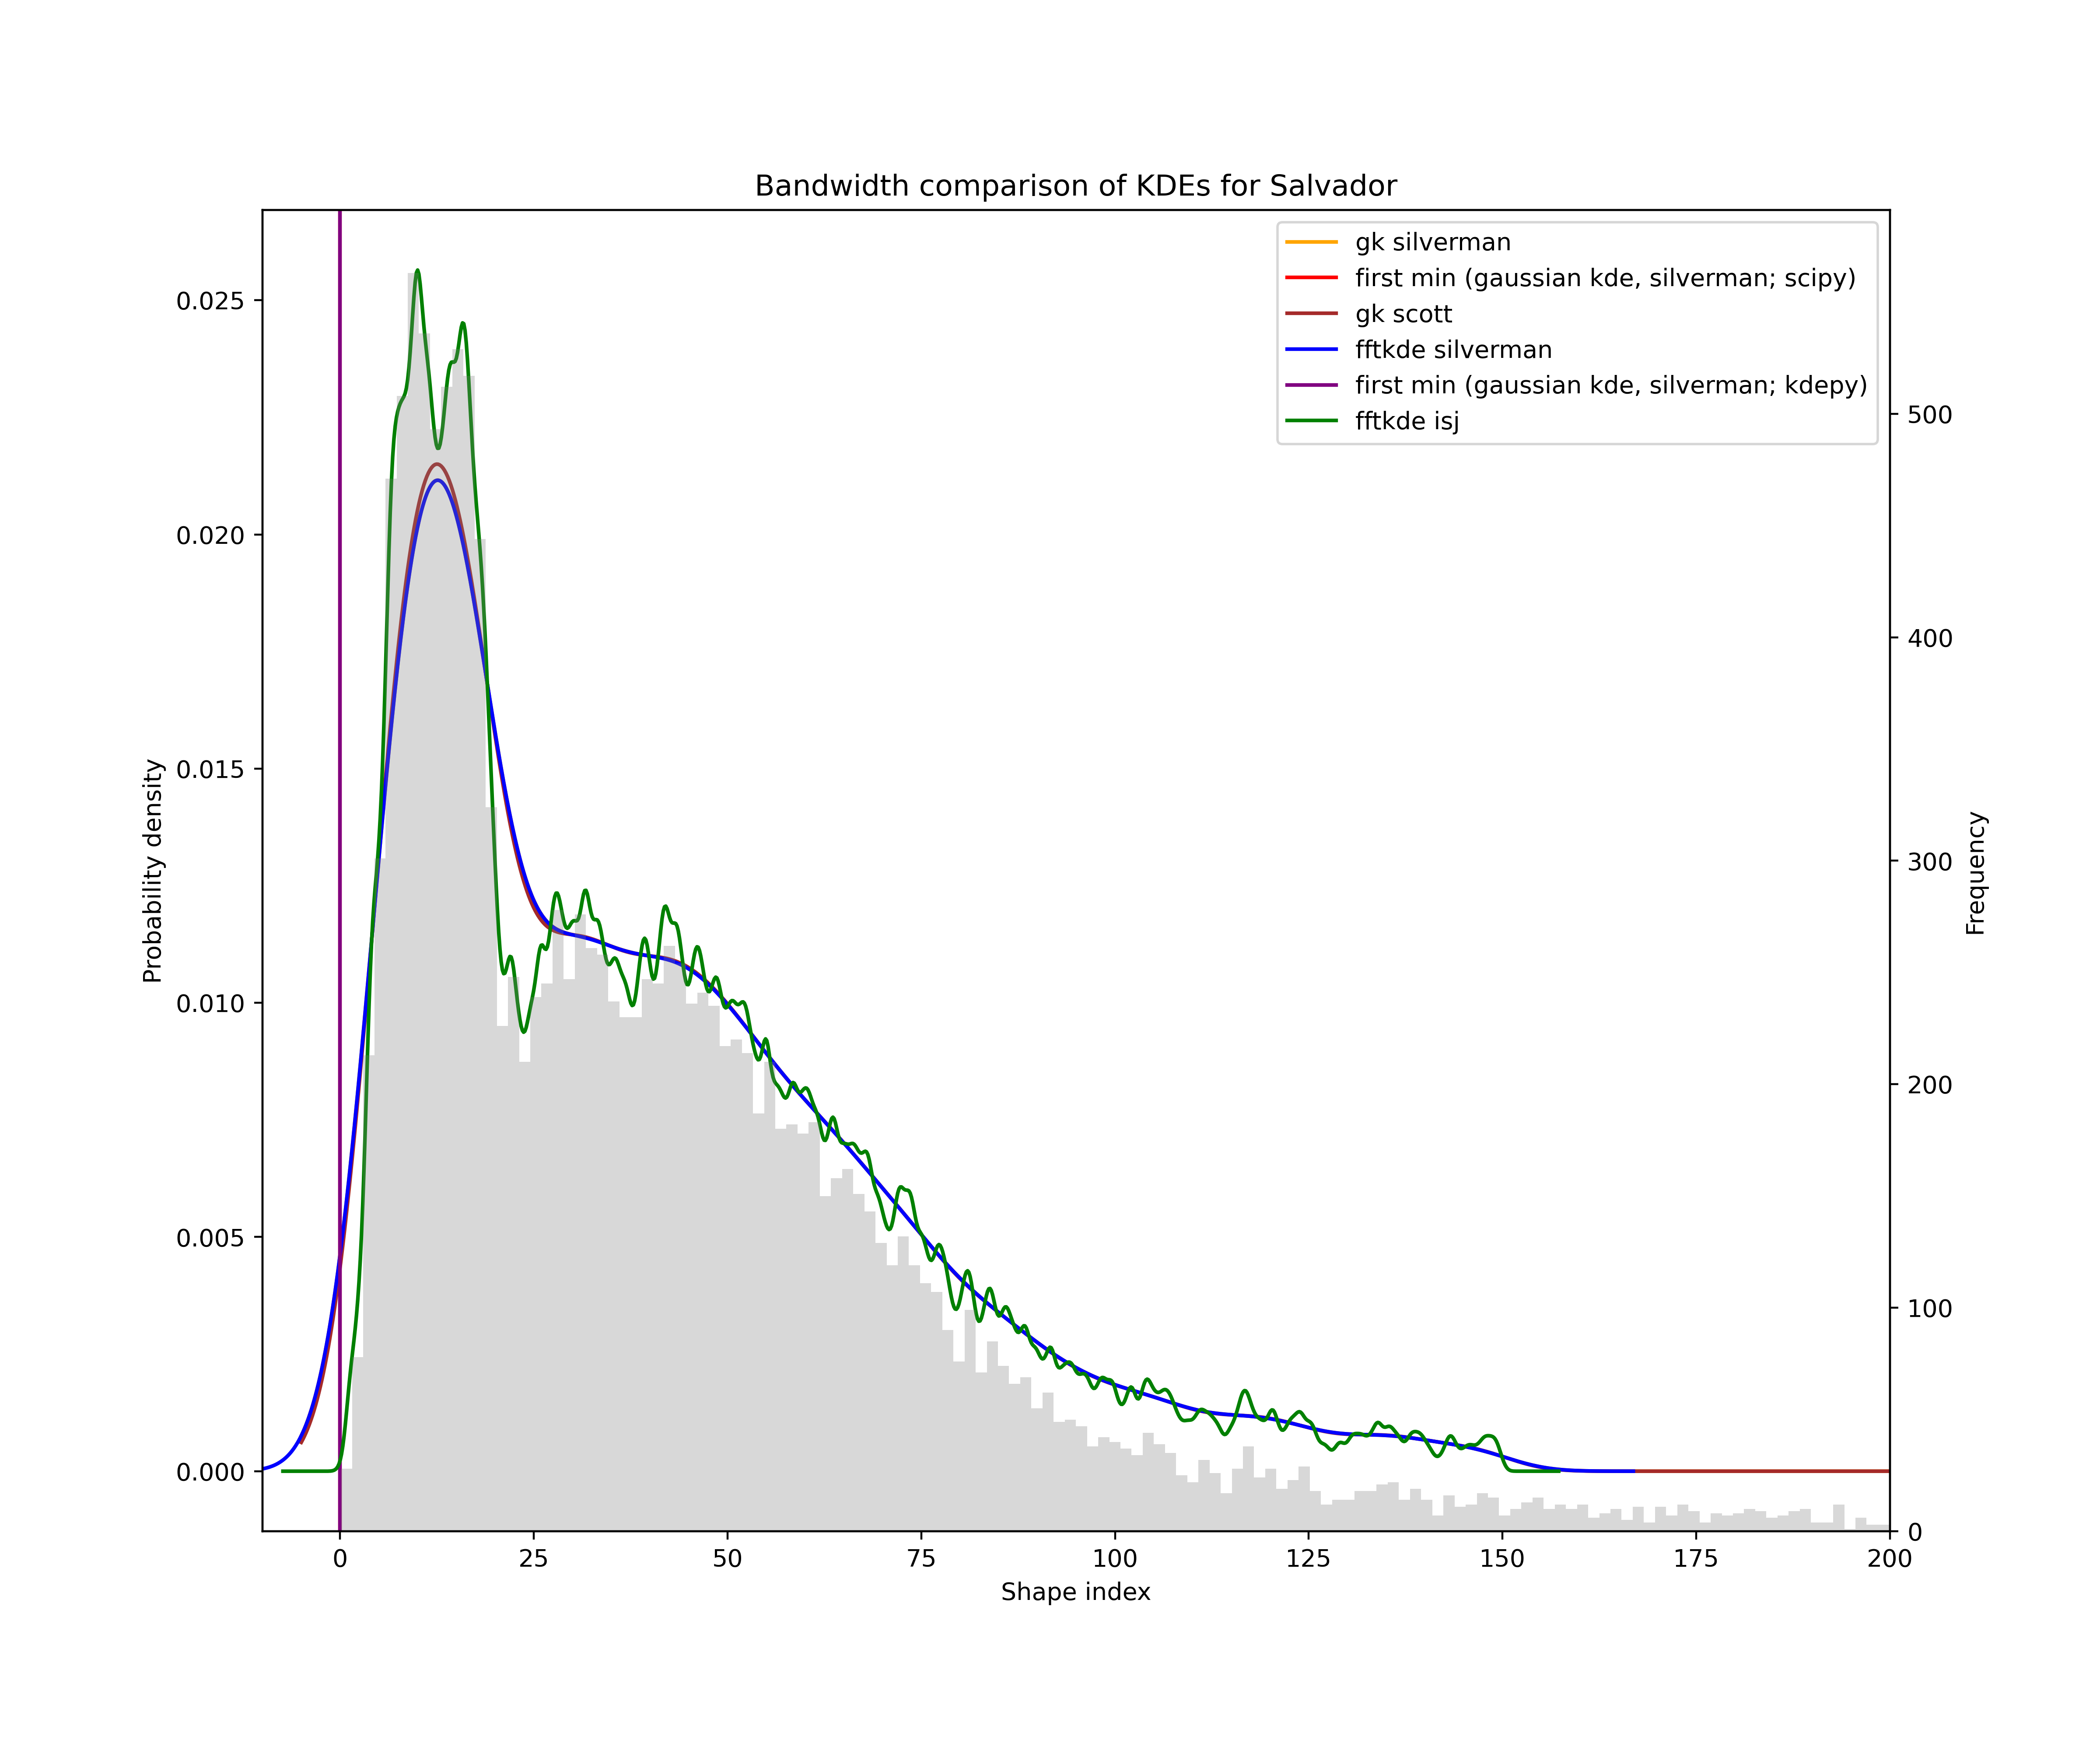 Bandwidth comparison of KDEs for Salvador
gk silverman
first min (gaussian kde, silverman; scipy)
gk scott
fftkde silverman
first min (gaussian kde, silverman; kdepy)
fftkde isj
Probability density
0.025
0.020
0.015
0.010
0.005
0.000
500
400
300
200
100
0
Frequency
0 25 50 75 100 125 150 175 200
Shape index